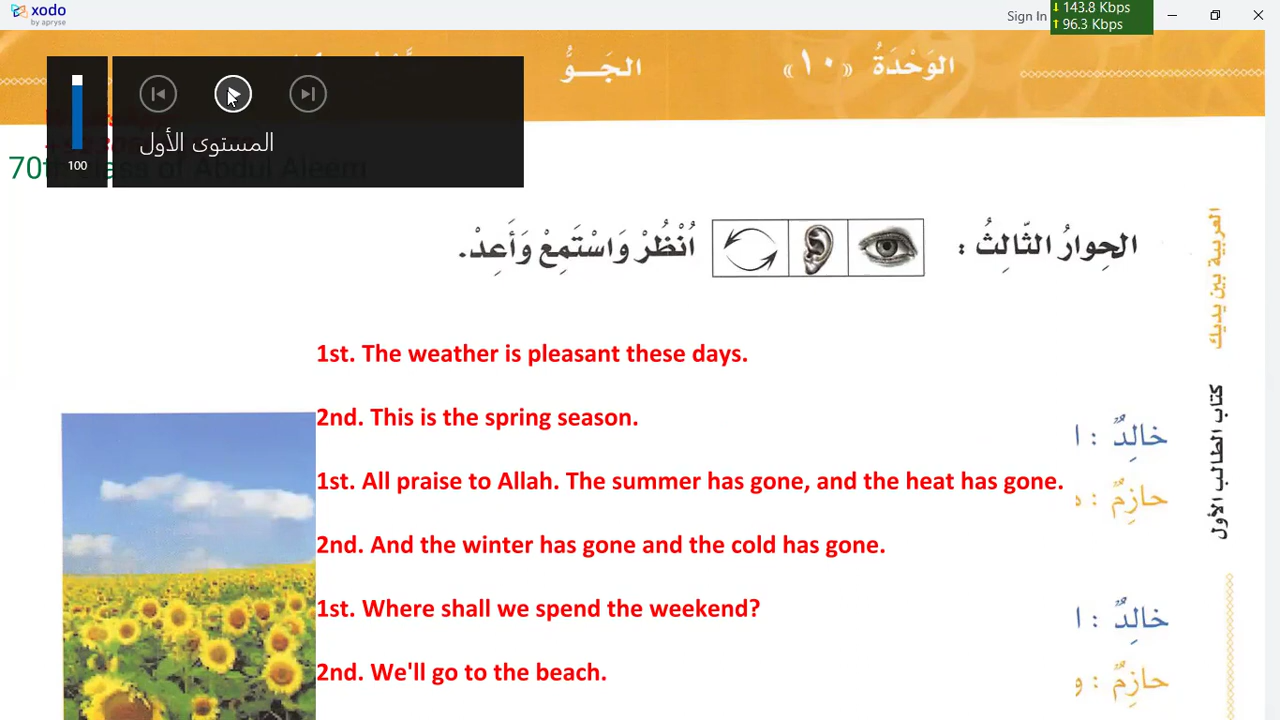 xodo
by apryse
Sign In
↓ 143.8 Kbps
↑ 96.3 Kbps
الوَحْدَةُ «١٠»
الجَــوُّ
المستوى الأول
100
of Abdul Aleem
الحِوارُ الثّالِثُ :
اُنْظُرْ وَاسْتَمِعْ وَأَعِدْ.
العربية بين يديك
كتاب الطالب الأول
1st. The weather is pleasant these days.
خالِدٌ : ا
2nd. This is the spring season.
حازِمٌ :
1st. All praise to Allah. The summer has gone, and the heat has gone.
2nd. And the winter has gone and the cold has gone.
خالِدٌ : ا
1st. Where shall we spend the weekend?
حازِمٌ : و
2nd. We'll go to the beach.